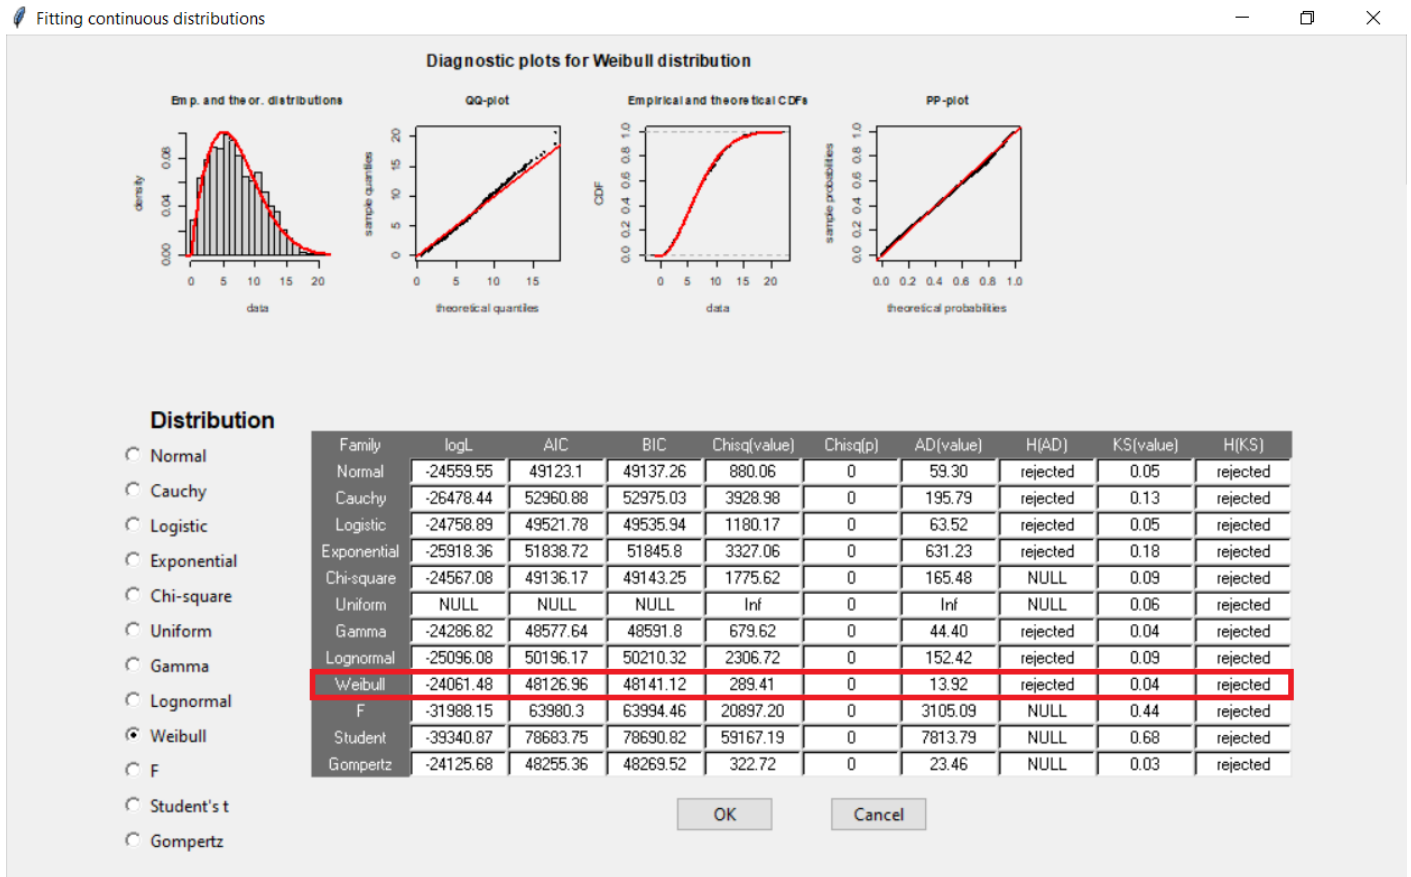 Fitting continuous distributions
Diagnostic plots for Weibull distribution
Emp. and theor. distributions
QQ-plot
Empirical and theoretical CDFs
PP-plot
density
0.00 0.04 0.08
0 5 10 15 20
data
sample quantiles
0 5 10 15 20
0 5 10 15
theoretical quantiles
CDF
0.0 0.2 0.4 0.6 0.8 1.0
0 5 10 15 20
data
sample probabilities
0.0 0.2 0.4 0.6 0.8 1.0
0.0 0.2 0.4 0.6 0.8 1.0
theoretical probabilities
Distribution
Normal
Cauchy
Logistic
Exponential
Chi-square
Uniform
Gamma
Lognormal
Weibull
F
Student's t
Gompertz
Family logL AIC BIC Chisq(value) Chisq(p) AD(value) H(AD) KS(value) H(KS)
Normal -24559.55 49123.1 49137.26 880.06 0 59.30 rejected 0.05 rejected
Cauchy -26478.44 52960.88 52975.03 3928.98 0 195.79 rejected 0.13 rejected
Logistic -24758.89 49521.78 49535.94 1180.17 0 63.52 rejected 0.05 rejected
Exponential -25918.36 51838.72 51845.8 3327.06 0 631.23 rejected 0.18 rejected
Chi-square -24567.08 49136.17 49143.25 1775.62 0 165.48 NULL 0.09 rejected
Uniform NULL NULL NULL Inf 0 Inf NULL 0.06 rejected
Gamma -24286.82 48577.64 48591.8 679.62 0 44.40 rejected 0.04 rejected
Lognormal -25096.08 50196.17 50210.32 2306.72 0 152.42 rejected 0.09 rejected
Weibull -24061.48 48126.96 48141.12 289.41 0 13.92 rejected 0.04 rejected
F -31988.15 63980.3 63994.46 20897.20 0 3105.09 NULL 0.44 rejected
Student -39340.87 78683.75 78690.82 59167.19 0 7813.79 NULL 0.68 rejected
Gompertz -24125.68 48255.36 48269.52 322.72 0 23.46 NULL 0.03 rejected
OK
Cancel